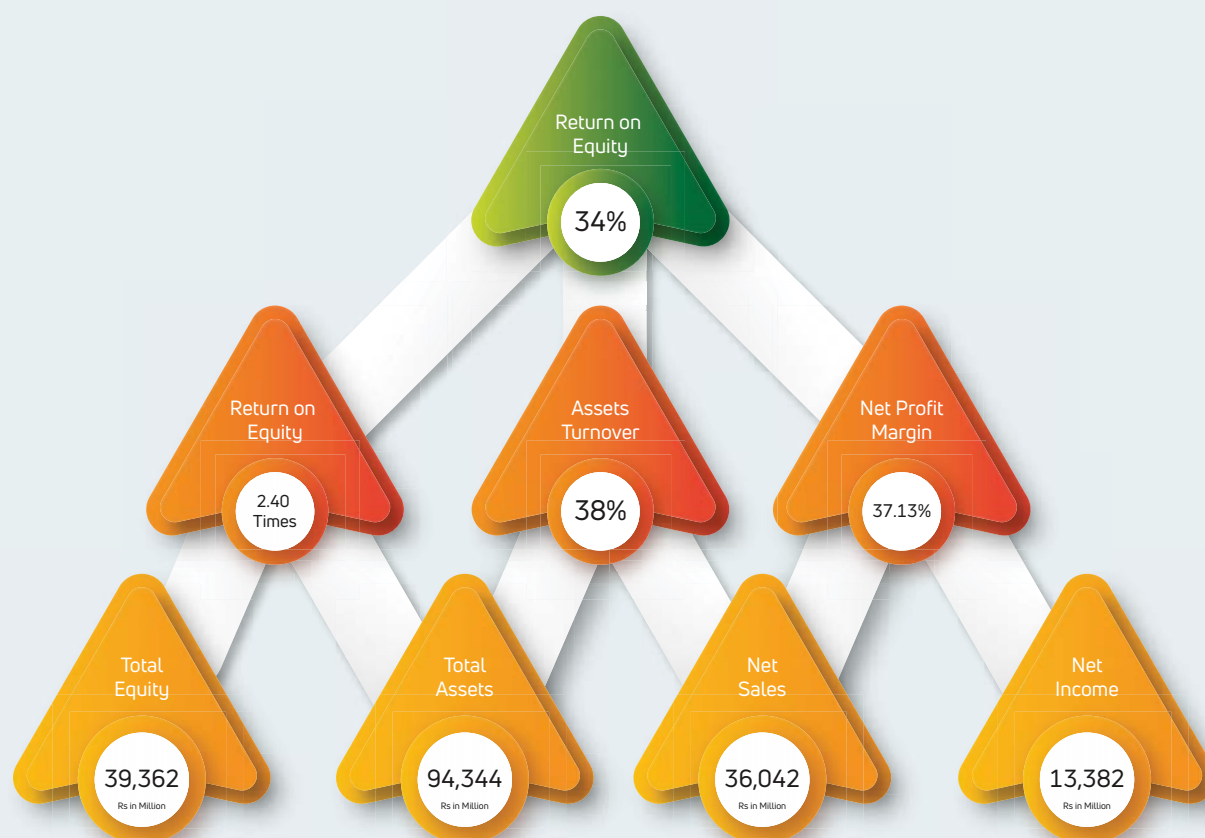 Return on
Equity
34%
Return on
Equity
2.40
Times
Assets
Turnover
38%
Net Profit
Margin
37.13%
Total
Equity
39,362
Rs in Million
Total
Assets
94,344
Rs in Million
Net
Sales
36,042
Rs in Million
Net
Income
13,382
Rs in Million